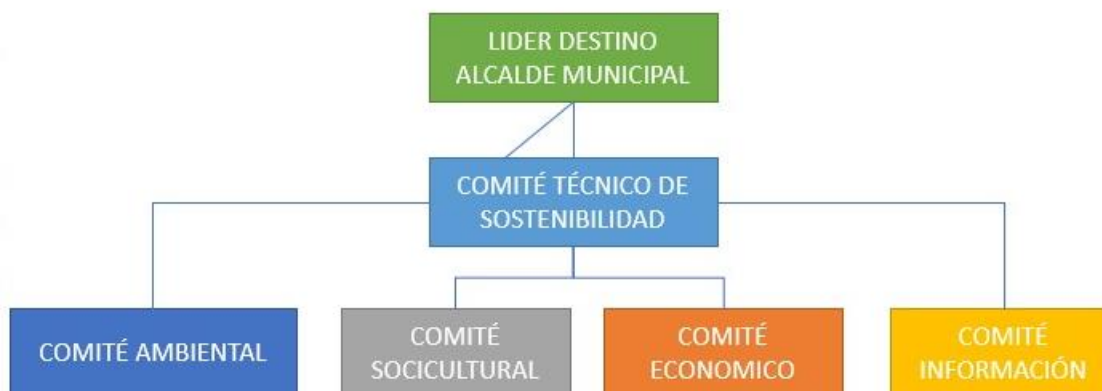 LIDER DESTINO
ALCALDE MUNICIPAL
COMITÉ TÉCNICO DE
SOSTENIBILIDAD
COMITÉ AMBIENTAL
COMITÉ
SOCICULTURAL
COMITÉ
ECONOMICO
COMITÉ
INFORMACIÓN